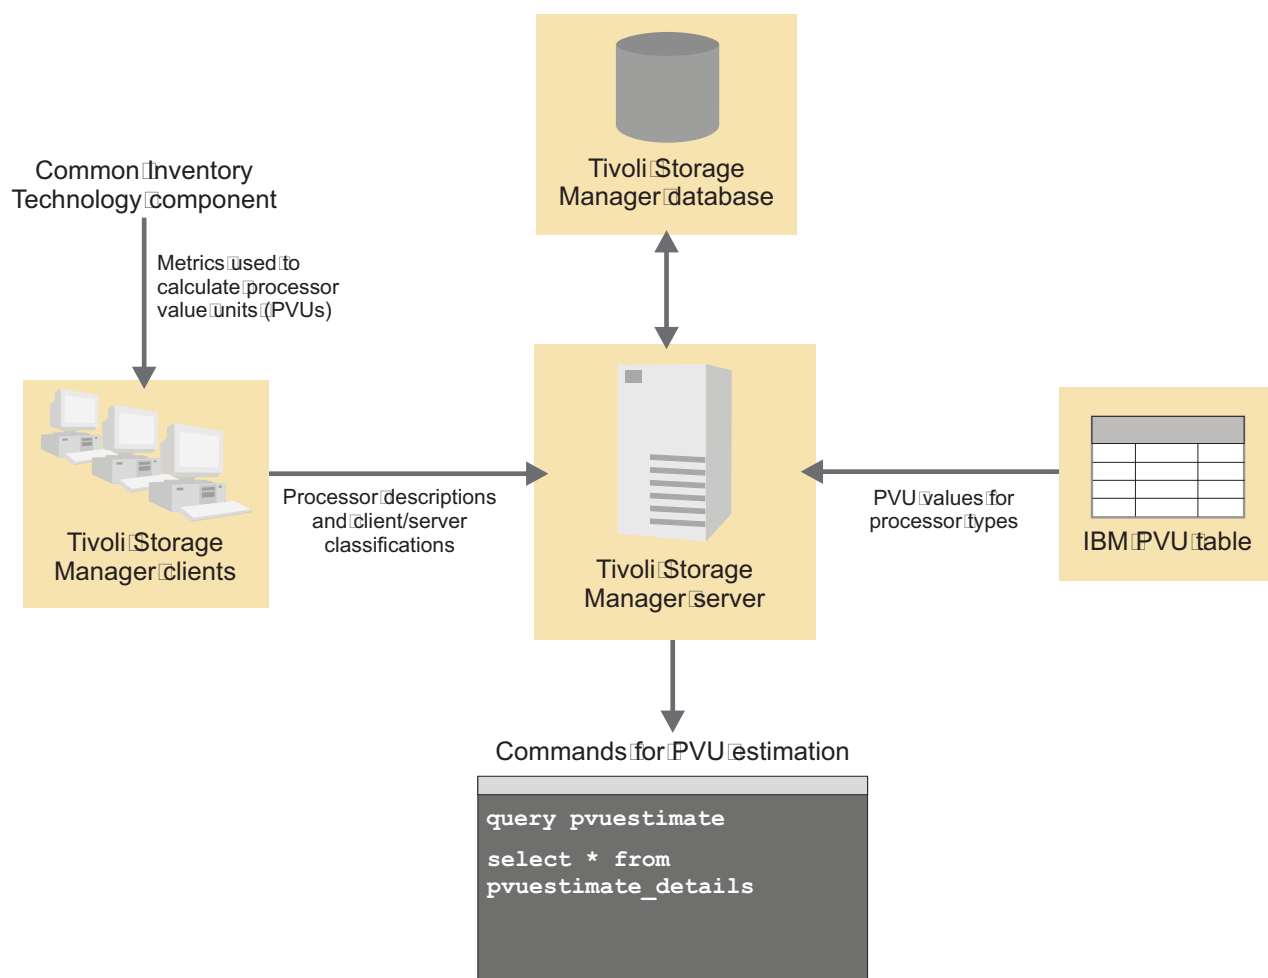 Tivoli Storage
Manager database
Common Inventory
Technology component
Metrics used to
calculate processor
value units (PVUs)
Tivoli Storage
Manager clients
Processor descriptions
and client/server
classifications
Tivoli Storage
Manager server
PVU values for
processor types
IBM PVU table
Commands for PVU estimation
query pvuestimate
select * from
pvuestimate_details